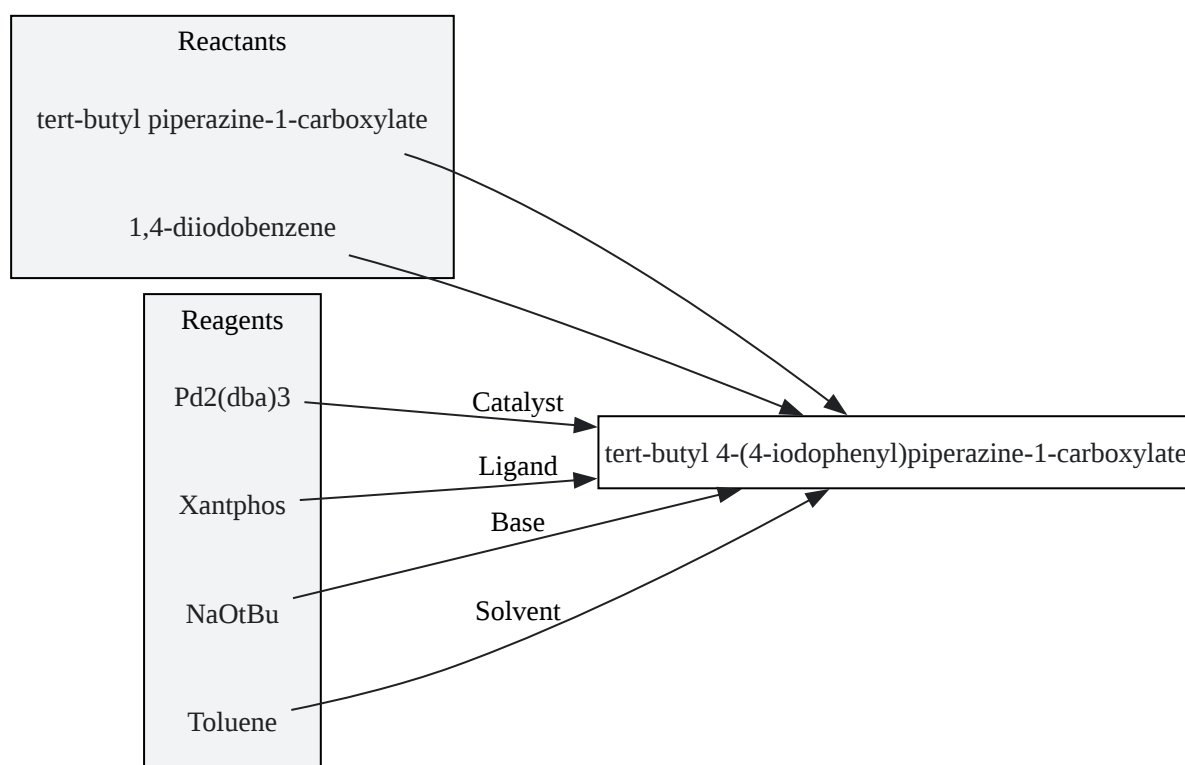 Reactants
tert-butyl piperazine-1-carboxylate
1,4-diiodobenzene
Reagents
Pd2(dba)3
Catalyst
Xantphos
Ligand
NaOtBu
Base
Toluene
Solvent
tert-butyl 4-(4-iodophenyl)piperazine-1-carboxylate